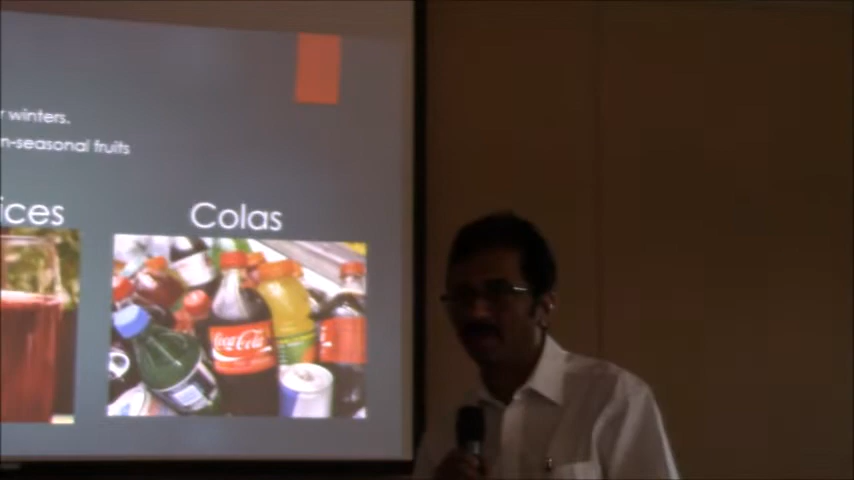 r winters.
n-seasonal fruits
ices
Colas
Coca-Cola